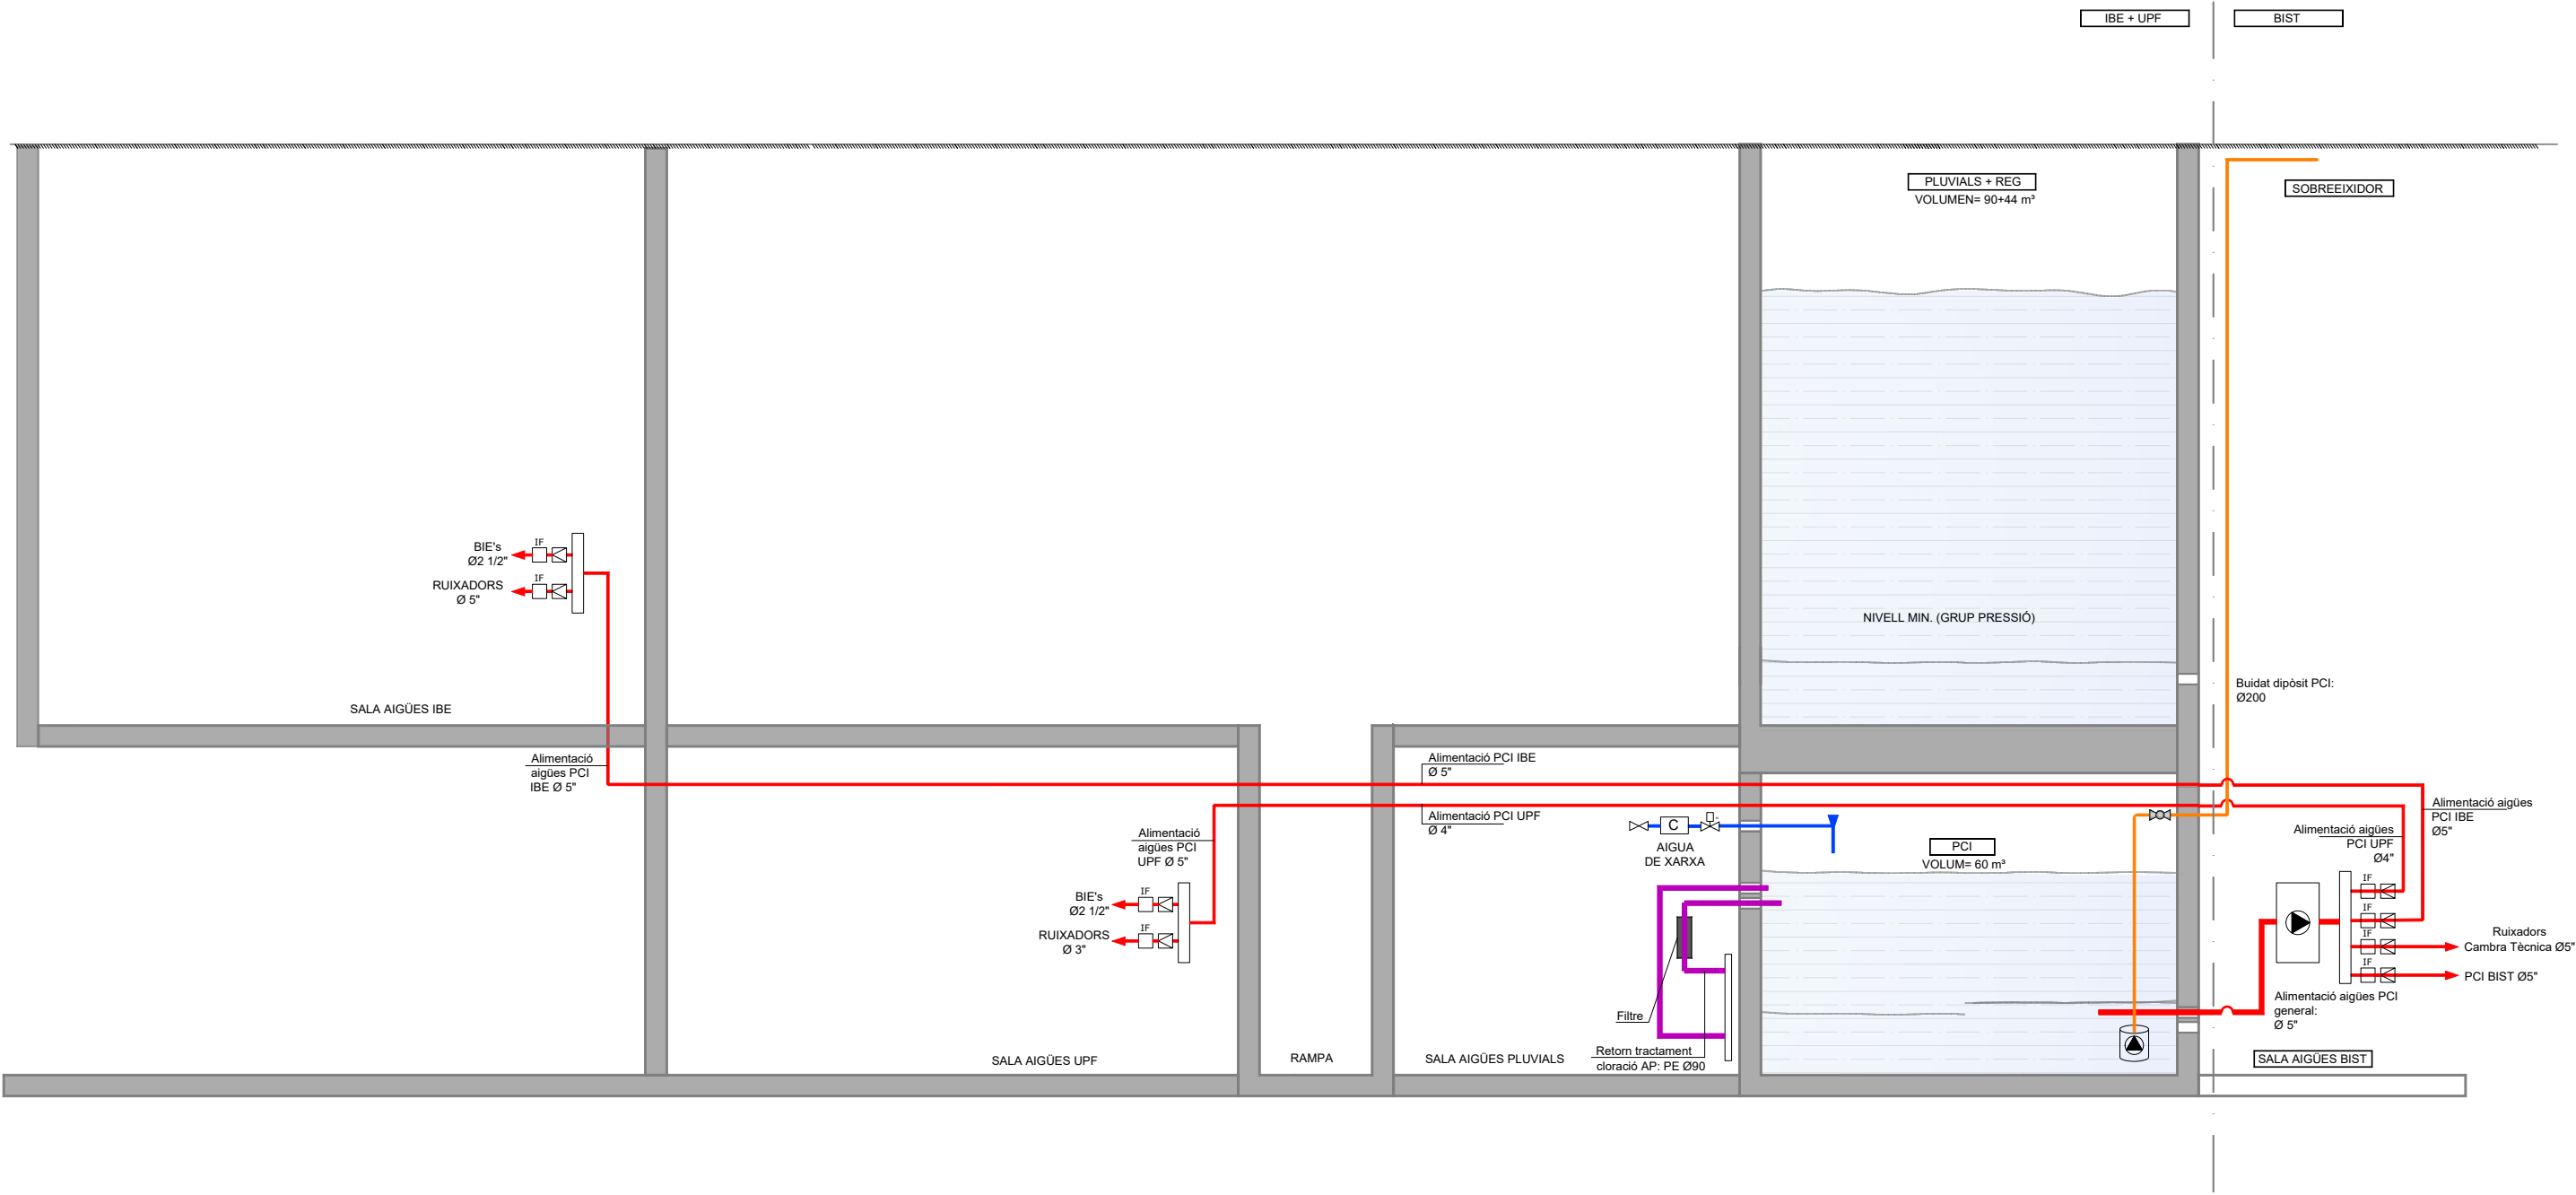 IBE + UPF
BIST
PLUVIALS + REG
VOLUMEN= 90+44 m³
SOBREEIXIDOR
BIE's
Ø2 1/2"
IF
RUIXADORS
Ø 5"
IF
NIVELL MIN. (GRUP PRESSIÓ)
Buidat dipòsit PCI:
Ø200
SALA AIGÜES IBE
Alimentació
aigües PCI
IBE Ø 5"
Alimentació PCI IBE
Ø 5"
Alimentació PCI UPF
Ø 4"
Alimentació
aigües PCI
UPF Ø 5"
C
AIGUA
DE XARXA
PCI
VOLUM= 60 m³
Alimentació aigües
PCI IBE
Ø5"
Alimentació aigües
PCI UPF
Ø4"
BIE's
Ø2 1/2"
IF
RUIXADORS
Ø 3"
IF
IF
IF
IF
IF
Ruixadors
Cambra Tècnica Ø5"
PCI BIST Ø5"
Alimentació aigües PCI
general:
Ø 5"
Filtre
Retorn tractament
cloració AP: PE Ø90
SALA AIGÜES UPF
RAMPA
SALA AIGÜES PLUVIALS
SALA AIGÜES BIST